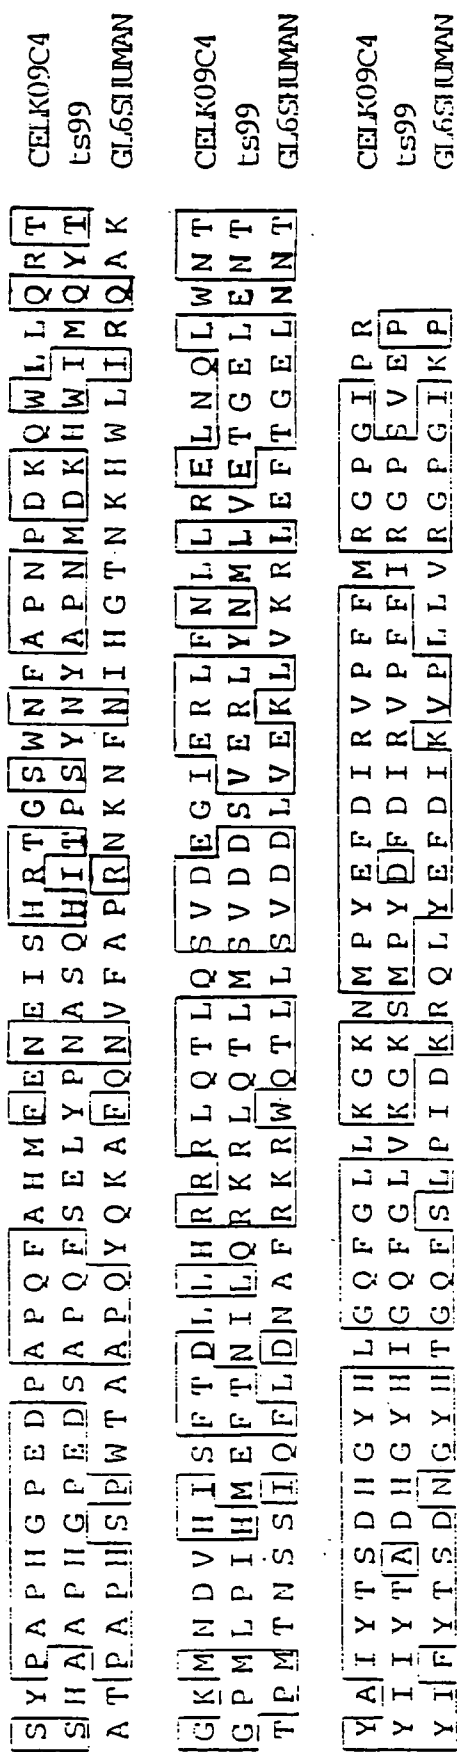 S Y P A P H G P E D P A P Q F A H M F E N E I S H R T G S W N F A P N P D K Q W L L Q R T CELK09C4
S H A A P H G P E D S A P Q F S E L Y P N A S Q H I T P S Y N Y A P N M D K H W I M Q Y T ts99
A T P A P H S P W T A A P Q Y Q K A F Q N V F A P R N K N F N I H G T N K H W L I R Q A K GL6SHUMAN
G K M N D V H I S F T D L L H R R R L Q T L Q S V D E G I E R L F N L L R E L N Q L W N T CELK09C4
G P M L P I H M E F T N I L Q R K R L Q T L M S V D D S V E R L Y N M L V E T G E L E N T ts99
T P M T N S S I Q F L D N A F R K R W Q T L L S V D D L V E K L V K R L E F T G E L N N T GL6SHUMAN
Y A I Y T S D H G Y H L G Q F G L L K G K N M P Y E F D I R V P F F M R G P G I P R CELK09C4
Y I I Y T A D H G Y H I G Q F G L V K G K S M P Y D F D I R V P F F I R G P S V E P ts99
Y I F Y T S D N G Y H T G Q F S L P I D K R Q L Y E F D I K V P L L V R G P G I K P GL6SHUMAN